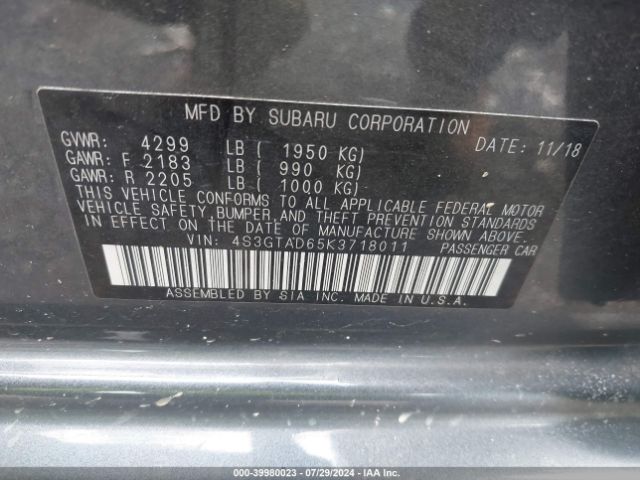 MFD BY SUBARU CORPORATION
GVWR: 4299 LB ( 1950 KG) DATE: 11/18
GAWR: F 2183 LB ( 990 KG)
GAWR: R 2205 LB ( 1000 KG)
THIS VEHICLE CONFORMS TO ALL APPLICABLE FEDERAL MOTOR
VEHICLE SAFETY, BUMPER, AND THEFT PREVENTION STANDARDS
IN EFFECT ON THE DATE OF MANUFACTURE SHOWN ABOVE.
VIN: 4S3GTAD65K3718011 PASSENGER CAR
ASSEMBLED BY SIA INC. MADE IN U.S.A.
000-39980023 - 07/29/2024 - IAA Inc.